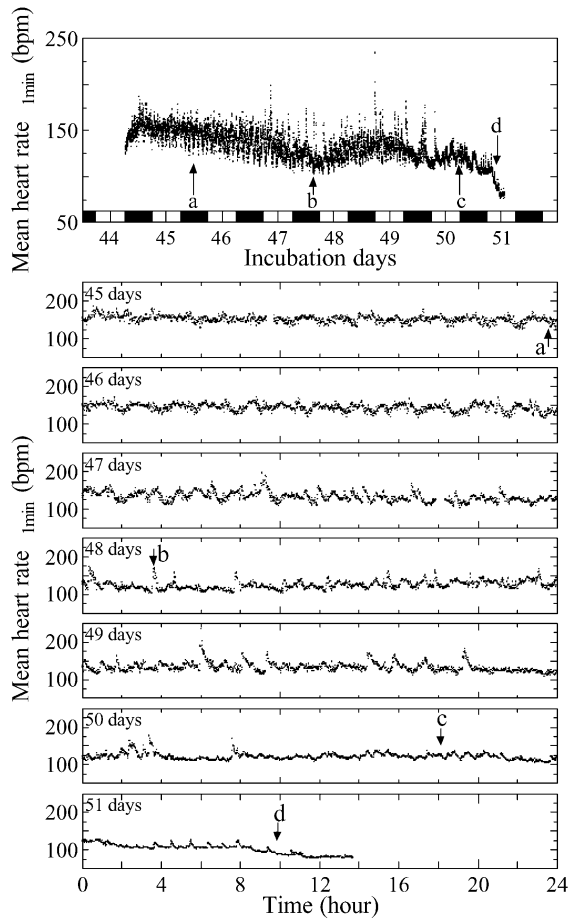 250
150
50
Mean heart rate 1min (bpm)
a
b
c
d
44 45 46 47 48 49 50 51
Incubation days
45 days
200
100
a
46 days
200
100
47 days
200
100
48 days
200
100
b
49 days
200
100
50 days
200
100
c
51 days
200
100
d
Mean heart rate 1min (bpm)
0 4 8 12 16 20 24
Time (hour)